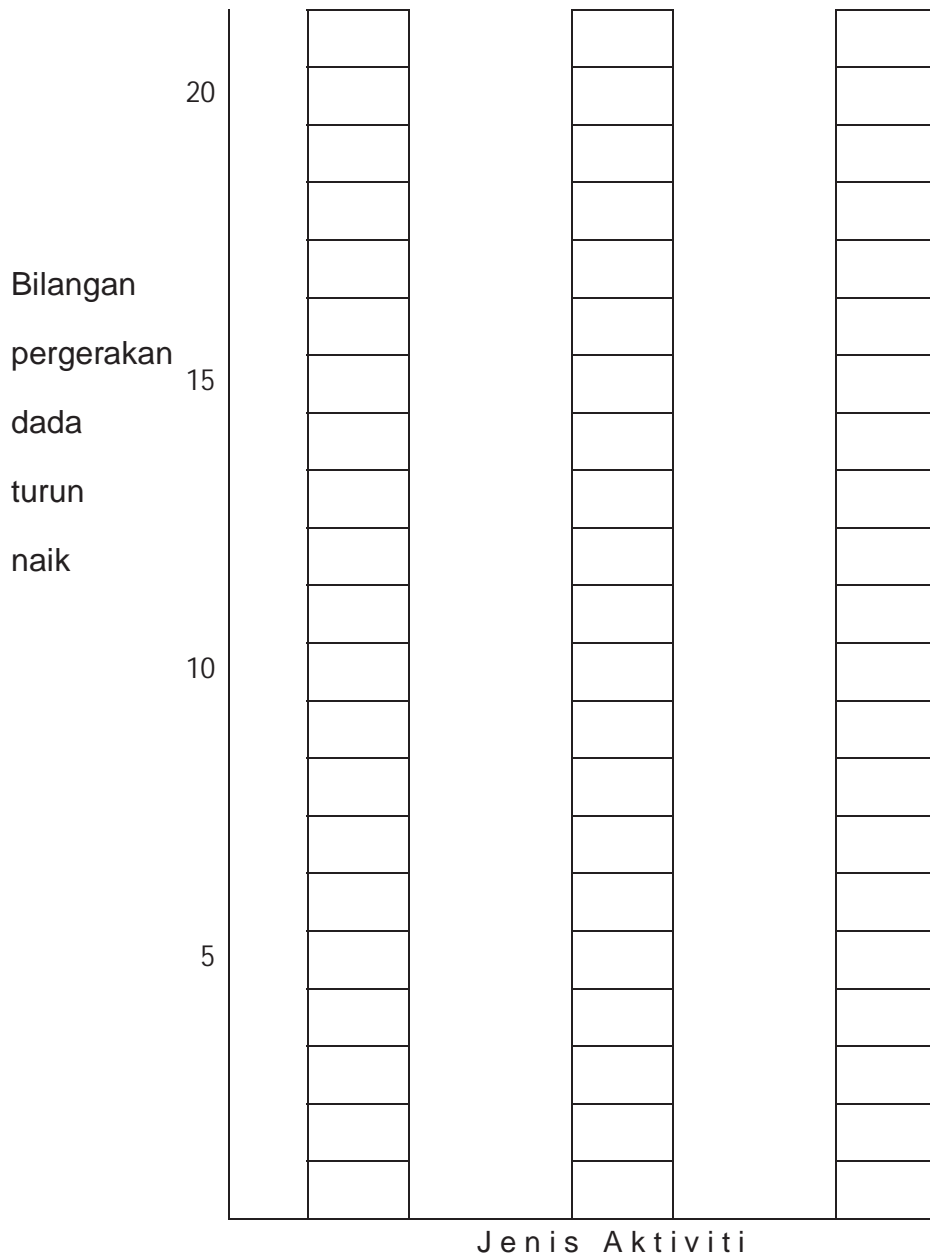 20
Bilangan
pergerakan
15
dada
turun
naik
10
5
Jenis Aktiviti